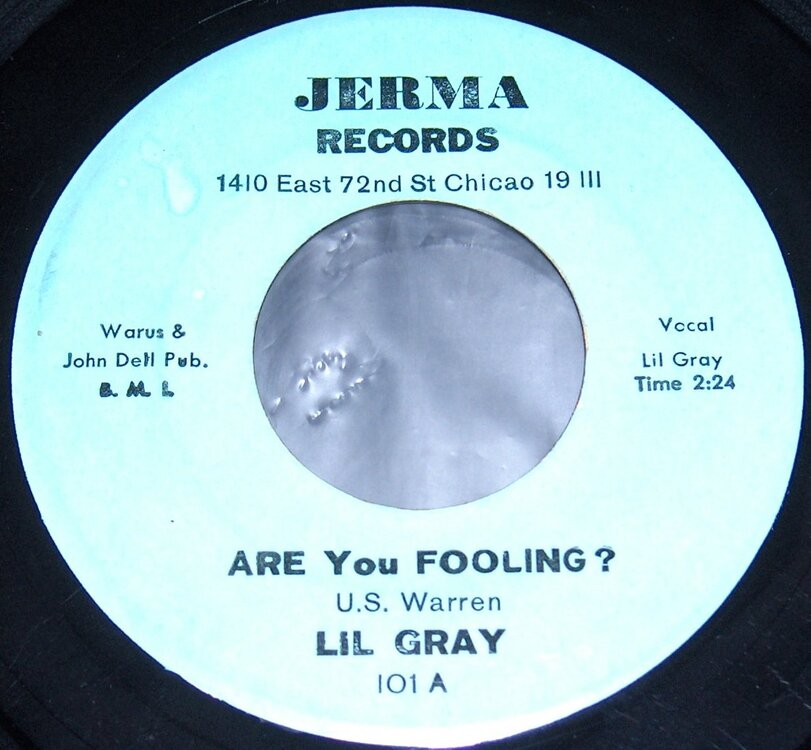 JERMA
RECORDS
1410 East 72nd St Chicao 19 Ill
Warus &
John Dell Pub.
B. M. I.
Vocal
Lil Gray
Time 2:24
ARE You FOOLING?
U.S. Warren
LIL GRAY
101 A